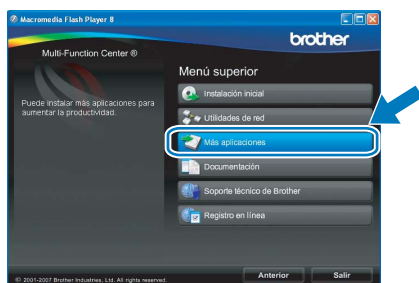 Macromedia Flash Player 8
brother
Multi-Function Center ®
Menú superior
Puede instalar más aplicaciones para
aumentar la productividad.
Instalación inicial
Utilidades de red
Más aplicaciones
Documentación
Soporte técnico de Brother
Registro en línea
© 2001-2007 Brother Industries, Ltd. All rights reserved.
Anterior
Salir